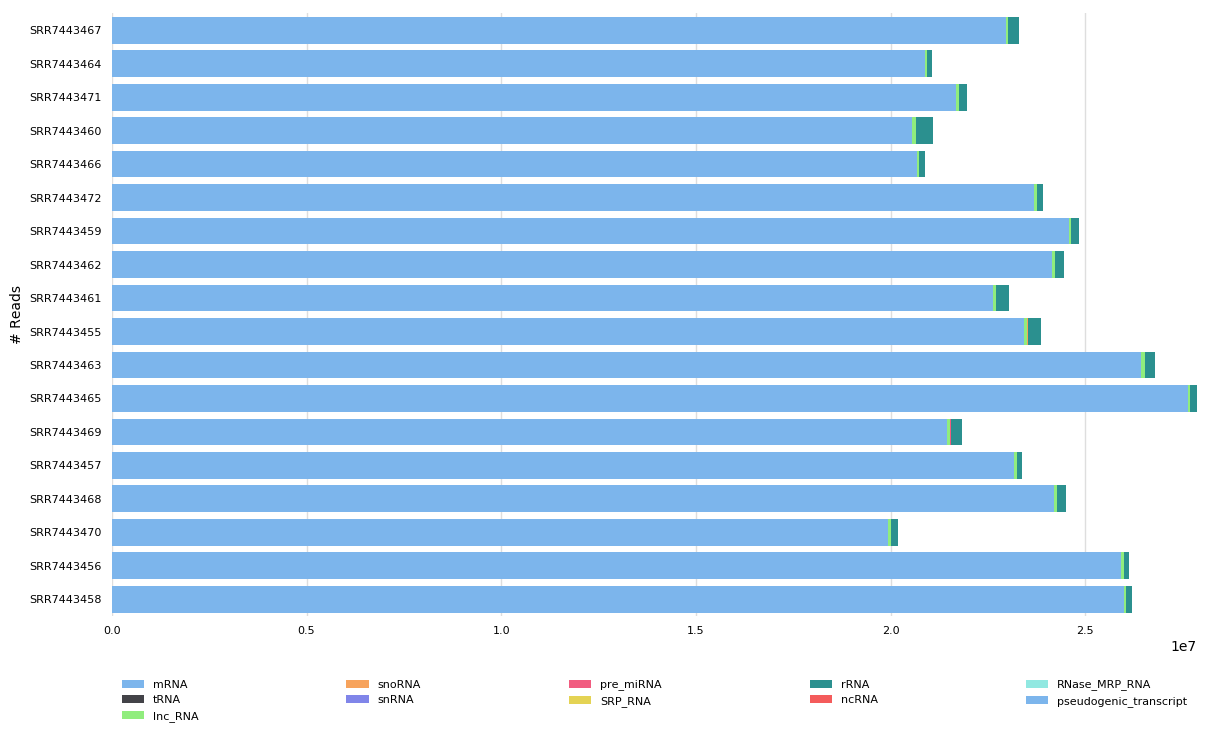 SRR7443467
SRR7443464
SRR7443471
SRR7443460
SRR7443466
SRR7443472
SRR7443459
SRR7443462
SRR7443461
SRR7443455
SRR7443463
SRR7443465
SRR7443469
SRR7443457
SRR7443468
SRR7443470
SRR7443456
SRR7443458
# Reads
0.0 0.5 1.0 1.5 2.0 2.5
1e7
mRNA snoRNA pre_miRNA rRNA RNase_MRP_RNA
tRNA snRNA SRP_RNA ncRNA pseudogenic_transcript
lnc_RNA